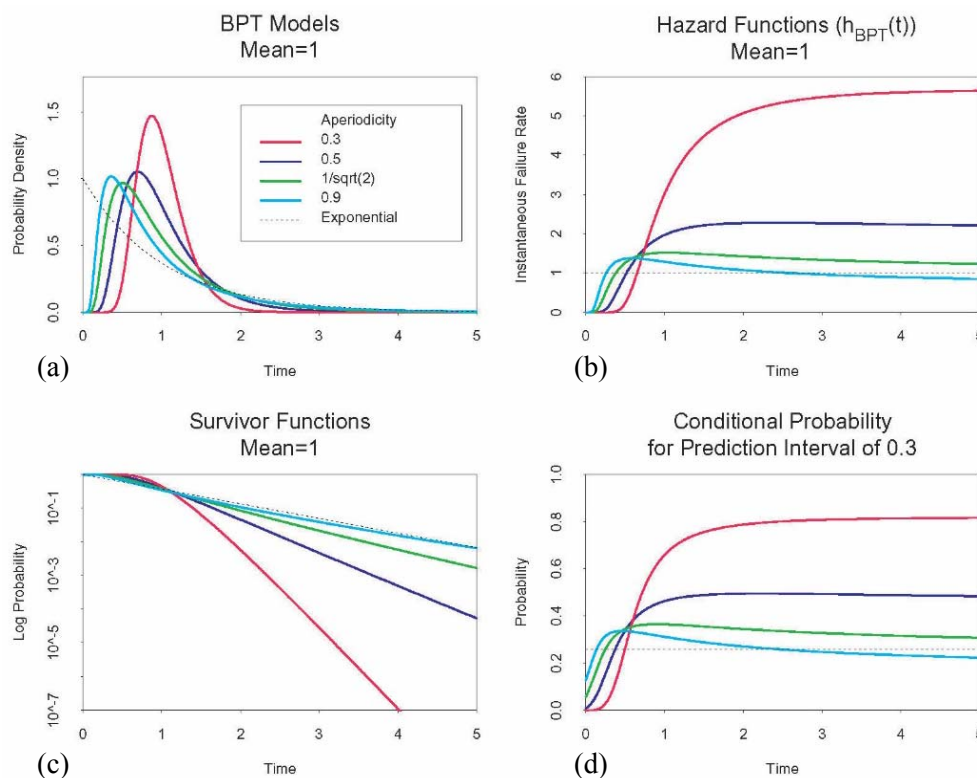 BPT Models
Mean=1
Probability Density
0.0 0.5 1.0 1.5
Aperiodicity
0.3
0.5
1/sqrt(2)
0.9
Exponential
0 1 2 3 4 5
Time
(a)
Hazard Functions (h_BPT(t))
Mean=1
Instantaneous Failure Rate
0 1 2 3 4 5 6
0 1 2 3 4 5
Time
(b)
Survivor Functions
Mean=1
Log Probability
10^-7 10^-5 10^-3 10^-1
0 1 2 3 4 5
Time
(c)
Conditional Probability
for Prediction Interval of 0.3
Probability
0.0 0.2 0.4 0.6 0.8 1.0
0 1 2 3 4 5
Time
(d)